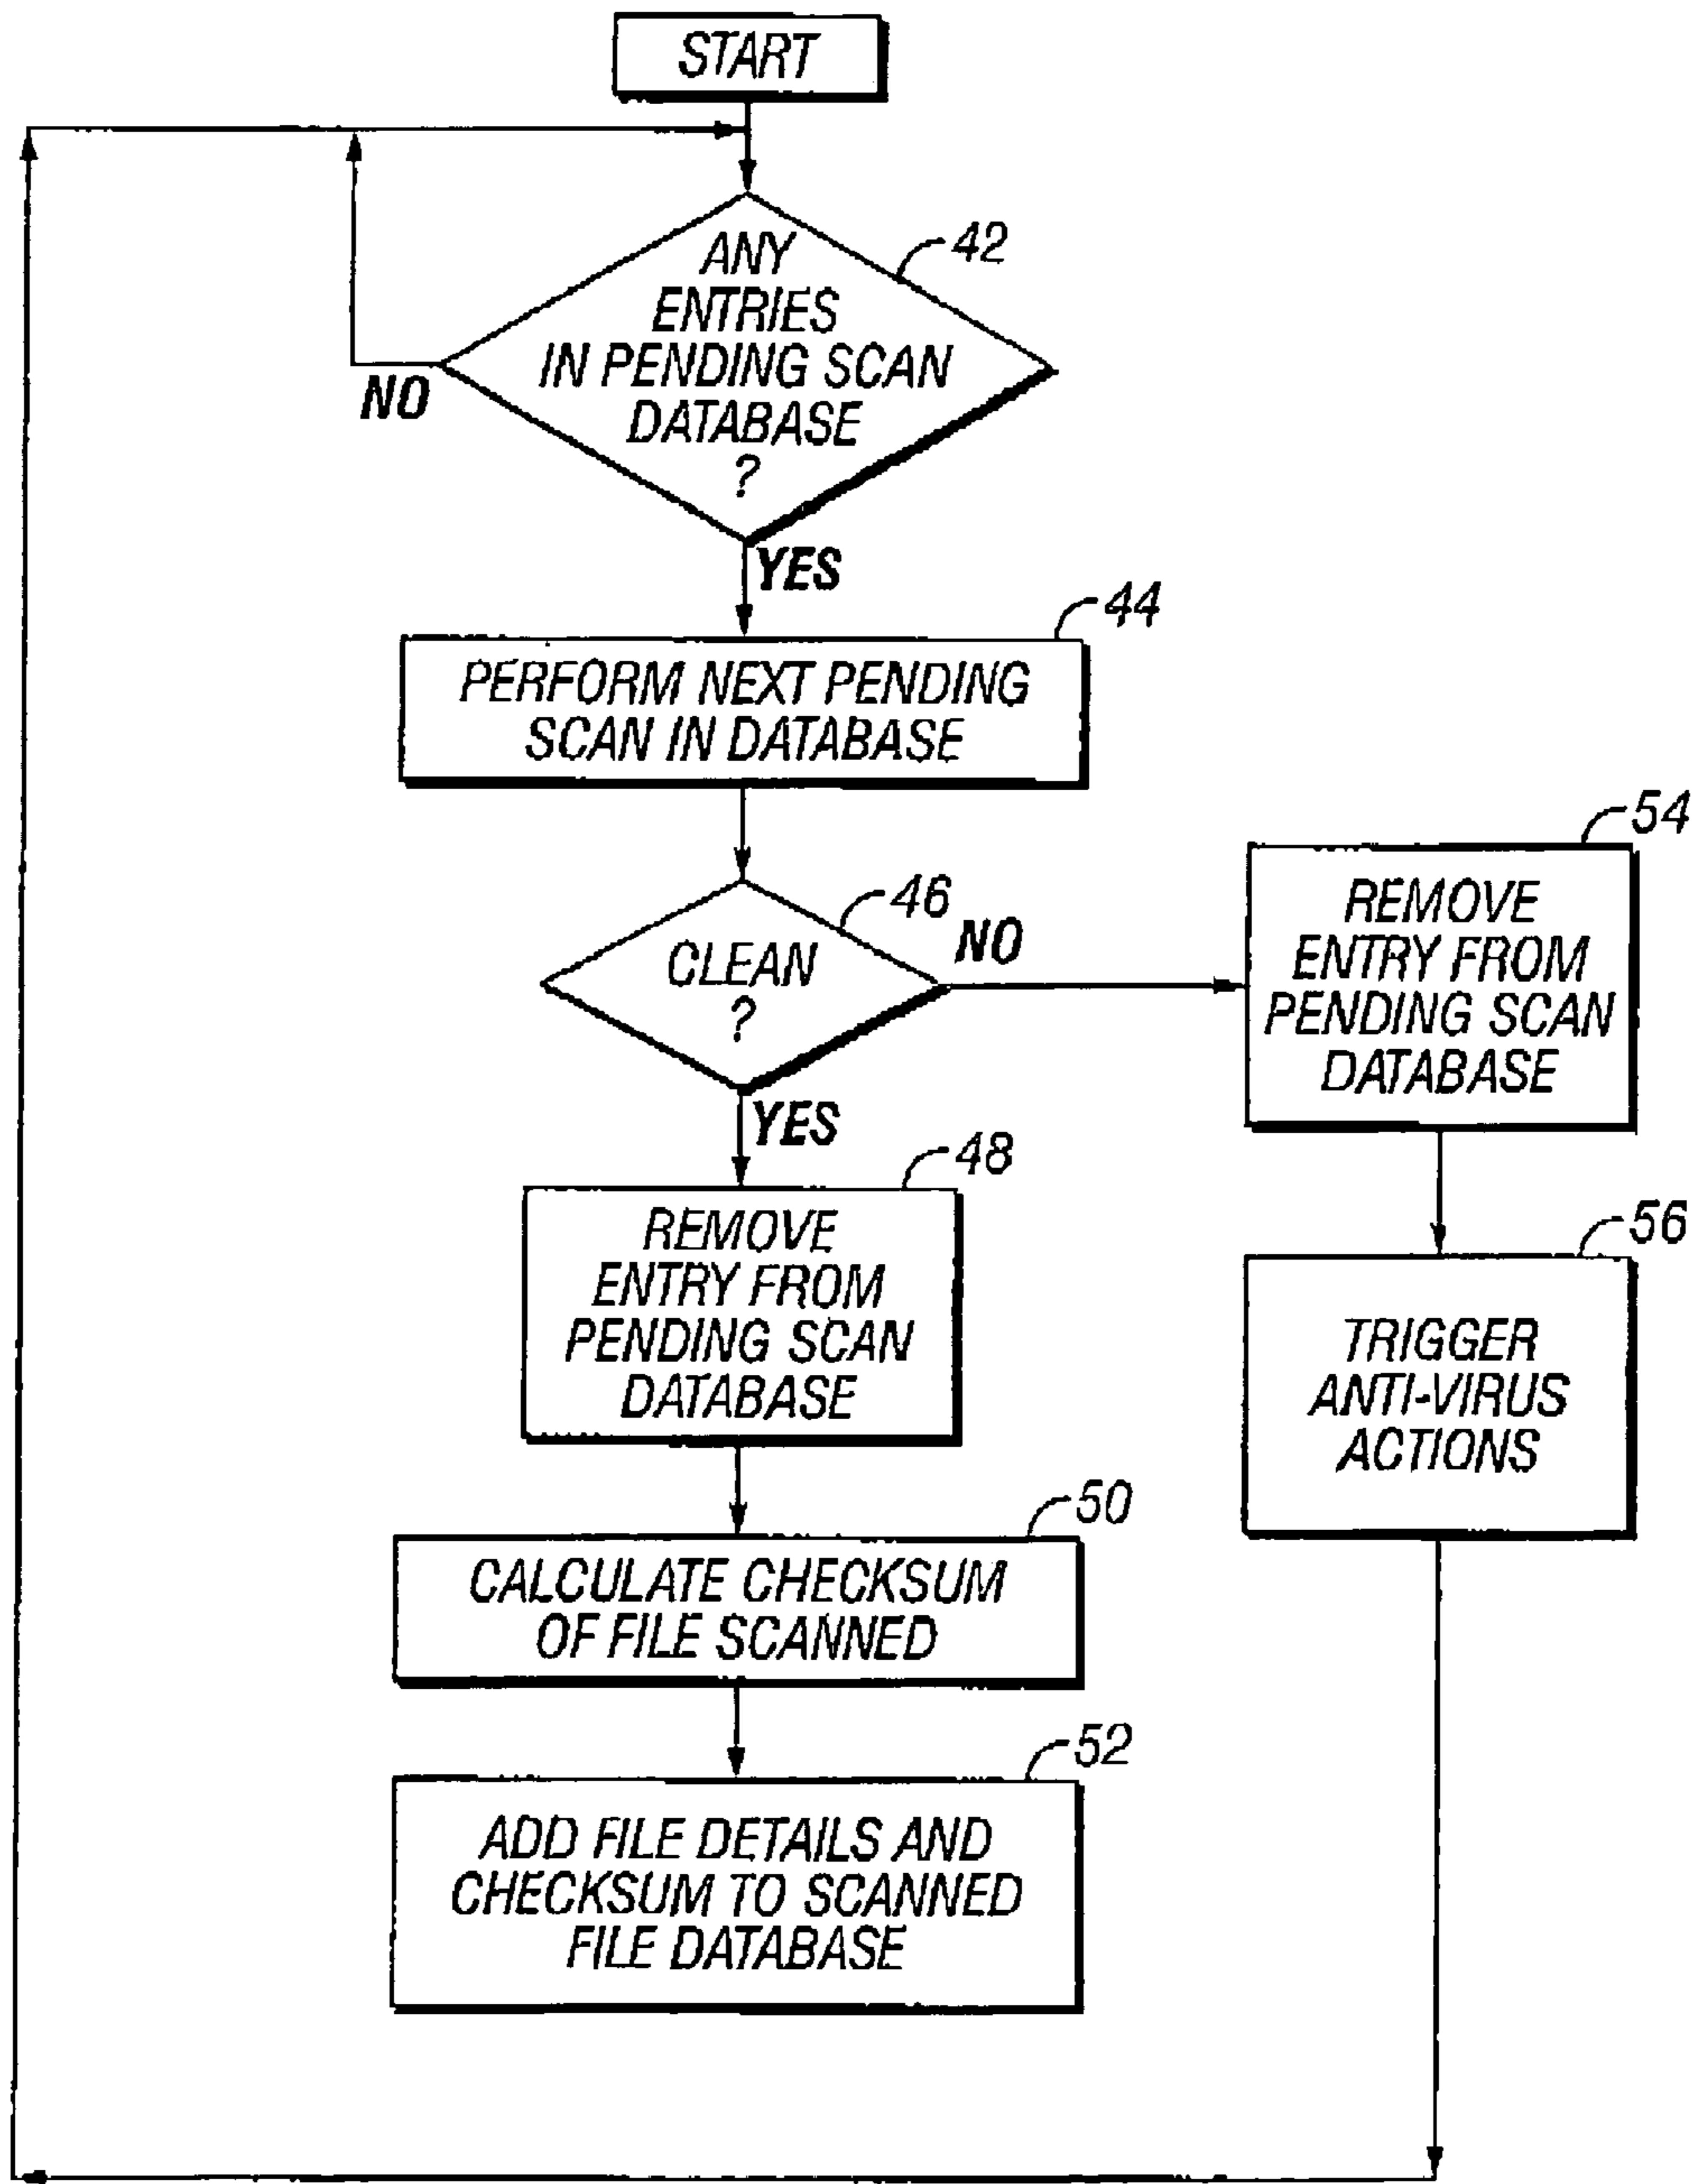 START
42
ANY
ENTRIES
IN PENDING SCAN
DATABASE
?
NO
YES
44
PERFORM NEXT PENDING
SCAN IN DATABASE
46
CLEAN
?
NO
YES
54
REMOVE
ENTRY FROM
PENDING SCAN
DATABASE
48
REMOVE
ENTRY FROM
PENDING SCAN
DATABASE
56
TRIGGER
ANTI-VIRUS
ACTIONS
50
CALCULATE CHECKSUM
OF FILE SCANNED
52
ADD FILE DETAILS AND
CHECKSUM TO SCANNED
FILE DATABASE